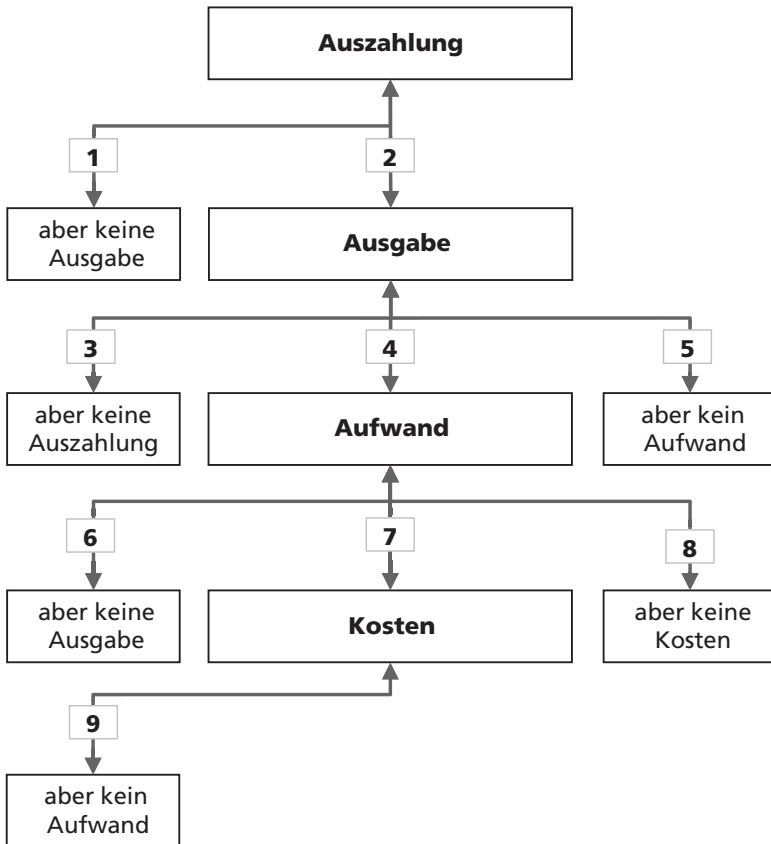 Auszahlung
1
2
aber keine
Ausgabe
Ausgabe
3
4
5
aber keine
Auszahlung
Aufwand
aber kein
Aufwand
6
7
8
aber keine
Ausgabe
Kosten
aber keine
Kosten
9
aber kein
Aufwand